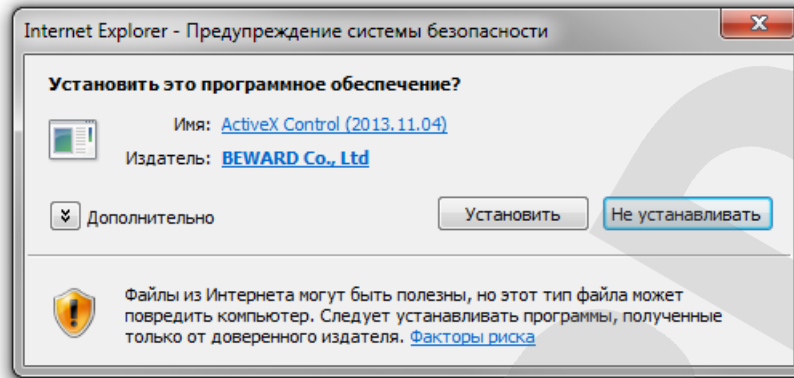 Internet Explorer - Предупреждение системы безопасности
Установить это программное обеспечение?
Имя: ActiveX Control (2013.11.04)
Издатель: BEWARD Co., Ltd
Дополнительно
Установить
Не устанавливать
Файлы из Интернета могут быть полезны, но этот тип файла может
повредить компьютер. Следует устанавливать программы, полученные
только от доверенного издателя. Факторы риска